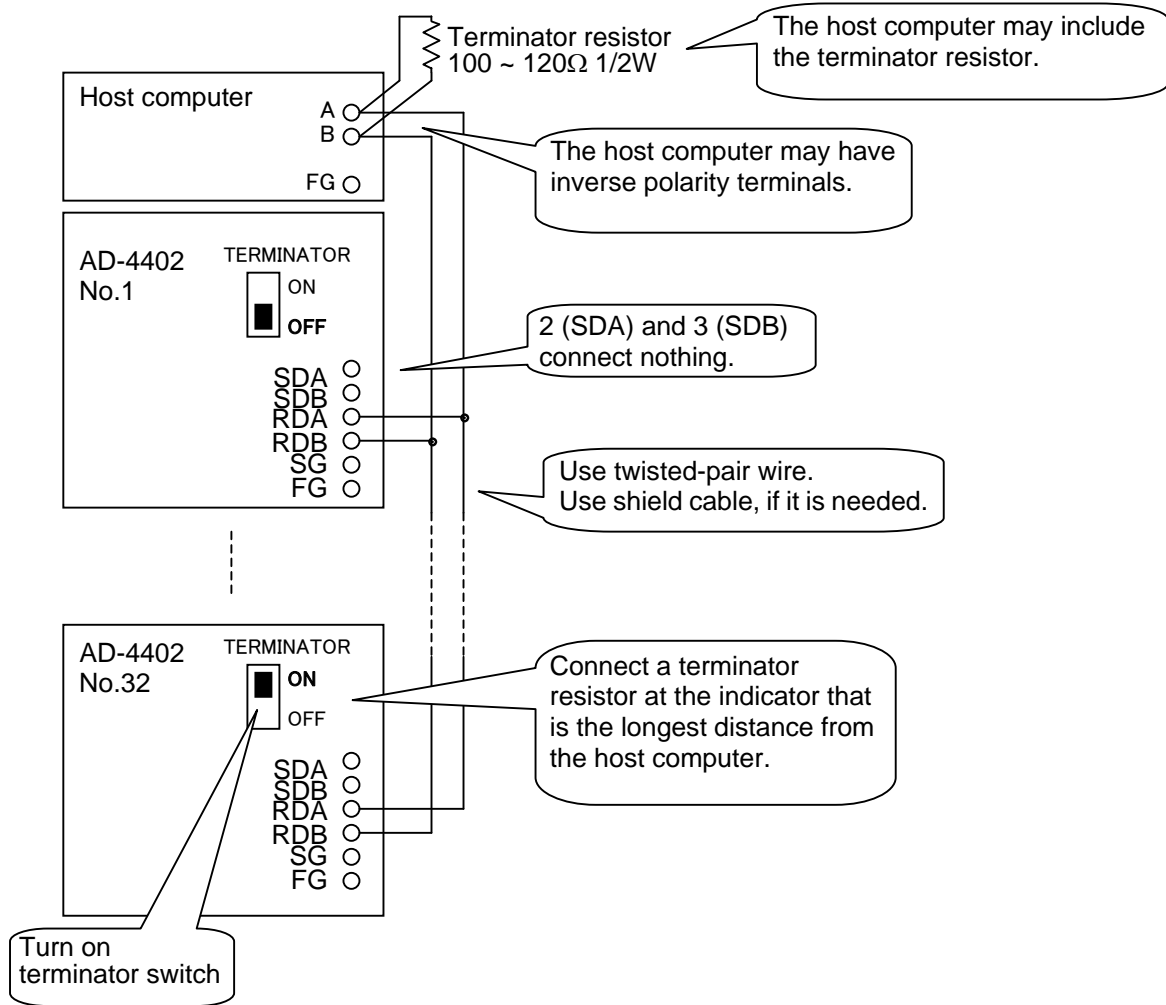 Terminator resistor
100 ~ 120Ω 1/2W
The host computer may include
the terminator resistor.
Host computer
A
B
FG
The host computer may have
inverse polarity terminals.
AD-4402
No.1
TERMINATOR
ON
OFF
2 (SDA) and 3 (SDB)
connect nothing.
SDA
SDB
RDA
RDB
SG
FG
Use twisted-pair wire.
Use shield cable, if it is needed.
AD-4402
No.32
TERMINATOR
ON
OFF
Connect a terminator
resistor at the indicator that
is the longest distance from
the host computer.
SDA
SDB
RDA
RDB
SG
FG
Turn on
terminator switch